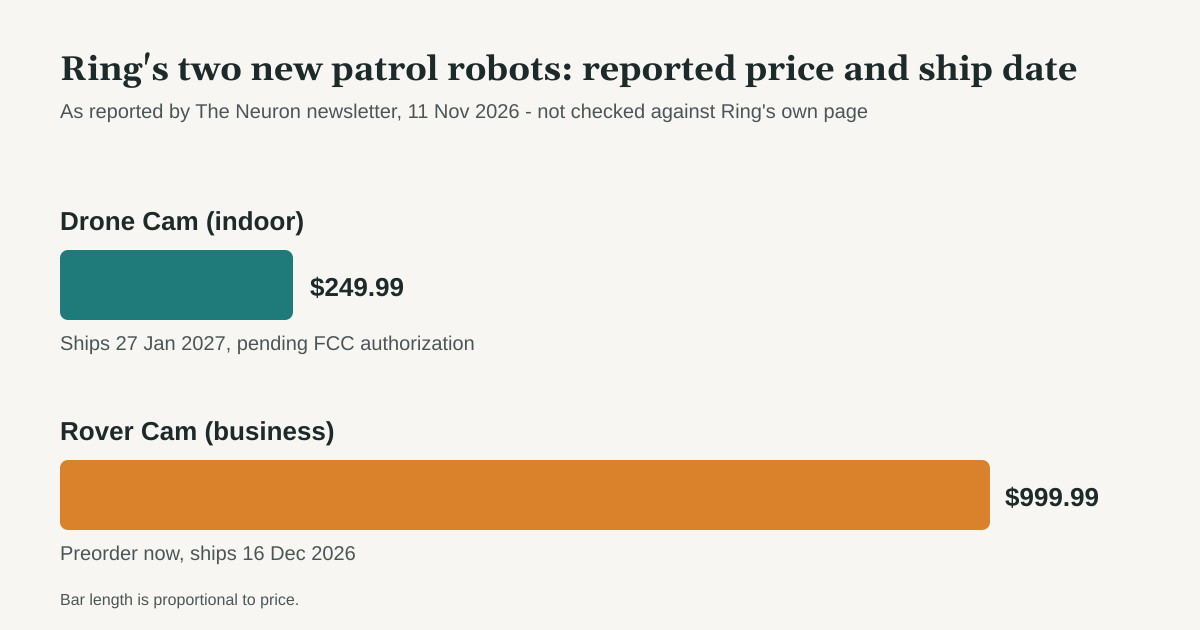 Ring's two new patrol robots: reported price and ship date
As reported by The Neuron newsletter, 11 Nov 2026 - not checked against Ring's own page
Drone Cam (indoor)
$249.99
Ships 27 Jan 2027, pending FCC authorization
Rover Cam (business)
$999.99
Preorder now, ships 16 Dec 2026
Bar length is proportional to price.